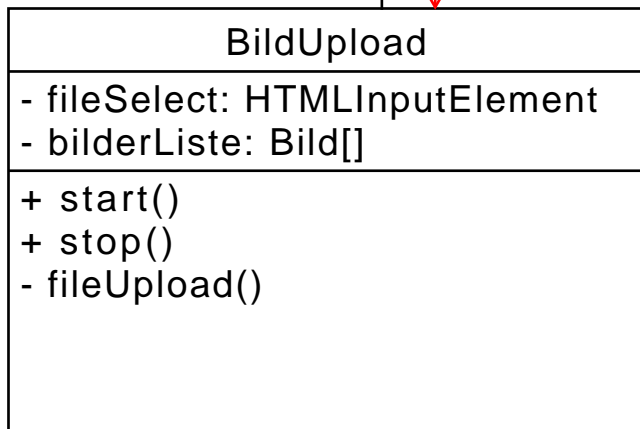 BildUpload
- fileSelect: HTMLInputElement
- bilderListe: Bild[]
+ start()
+ stop()
- fileUpload()